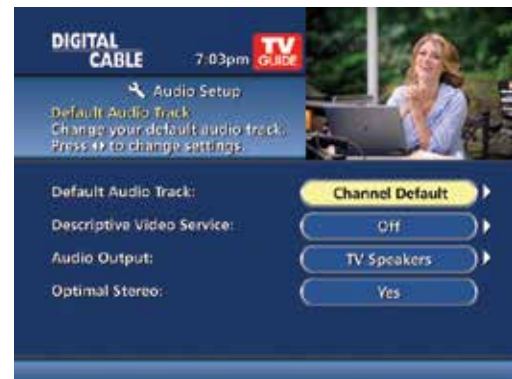 DIGITAL
CABLE
7:03pm
TV
GUIDE
Audio Setup
Default Audio Track
Change your default audio track.
Press ◂▸ to change settings.
Default Audio Track: Channel Default
Descriptive Video Service: Off
Audio Output: TV Speakers
Optimal Stereo: Yes